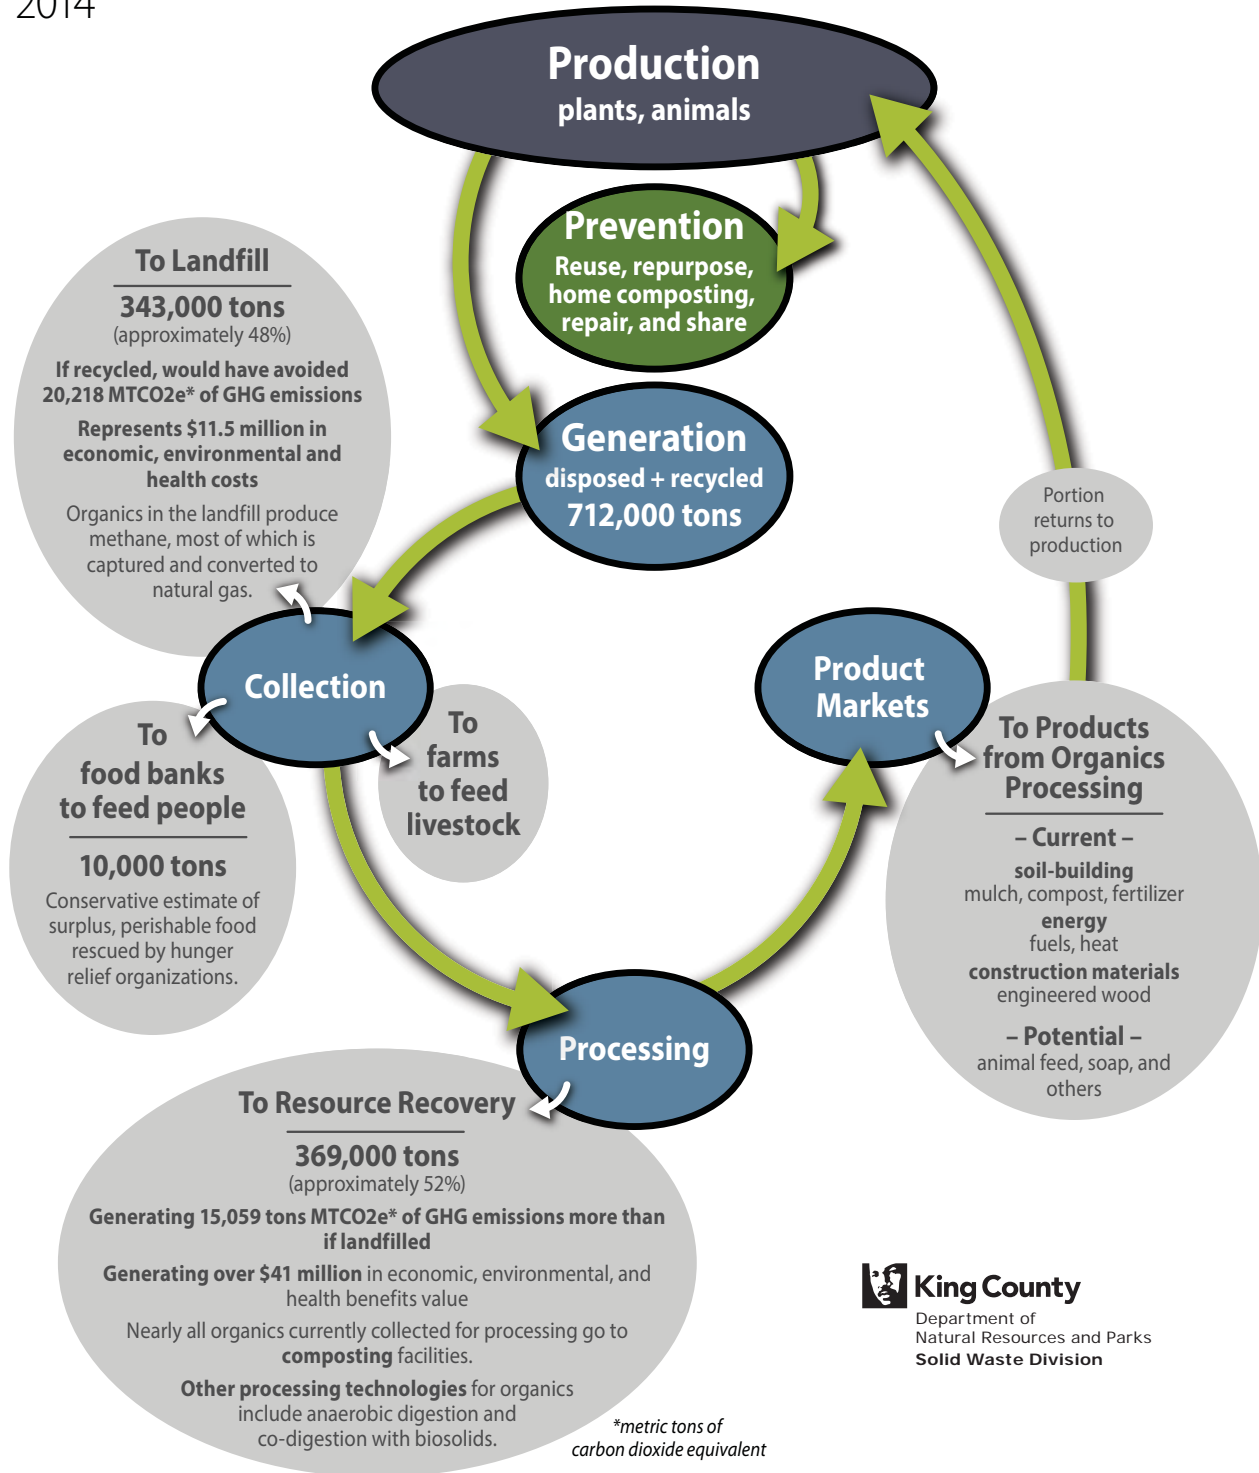 2014
Production
plants, animals
Prevention
Reuse, repurpose,
home composting,
repair, and share
To Landfill
343,000 tons
(approximately 48%)
If recycled, would have avoided
20,218 MTCO2e* of GHG emissions
Represents $11.5 million in
economic, environmental and
health costs
Organics in the landfill produce
methane, most of which is
captured and converted to
natural gas.
Generation
disposed + recycled
712,000 tons
Portion
returns to
production
Collection
To
food banks
to feed people
10,000 tons
Conservative estimate of
surplus, perishable food
rescued by hunger
relief organizations.
To
farms
to feed
livestock
Product
Markets
To Products
from Organics
Processing
– Current –
soil-building
mulch, compost, fertilizer
energy
fuels, heat
construction materials
engineered wood
– Potential –
animal feed, soap, and
others
Processing
To Resource Recovery
369,000 tons
(approximately 52%)
Generating 15,059 tons MTCO2e* of GHG emissions more than
if landfilled
Generating over $41 million in economic, environmental, and
health benefits value
Nearly all organics currently collected for processing go to
composting facilities.
Other processing technologies for organics
include anaerobic digestion and
co-digestion with biosolids.
*metric tons of
carbon dioxide equivalent
King County
Department of
Natural Resources and Parks
Solid Waste Division